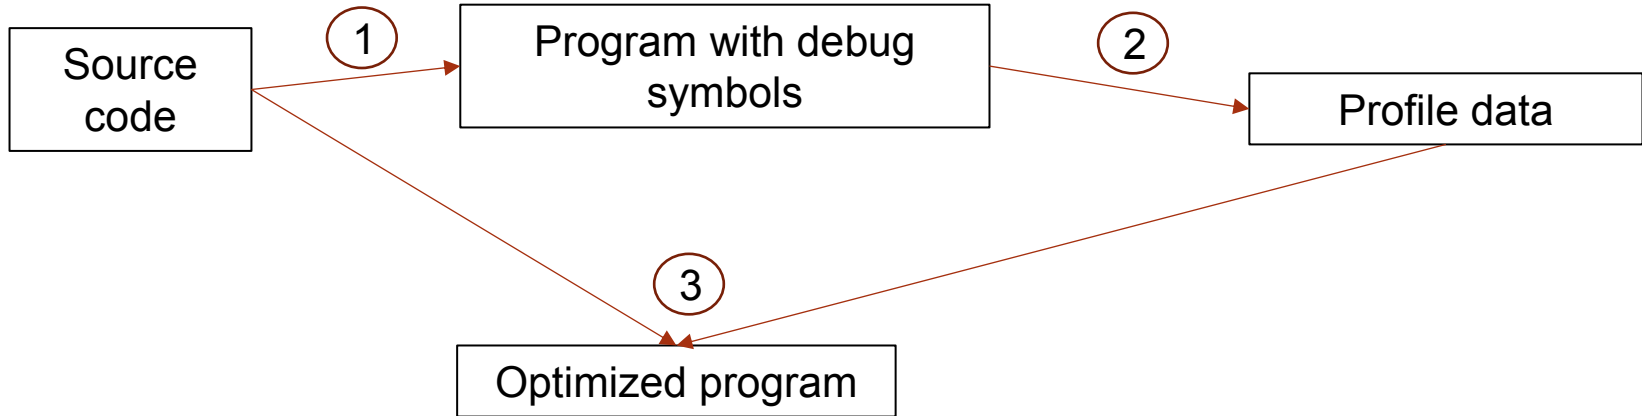 Source
code
1
Program with debug
symbols
2
Profile data
3
Optimized program